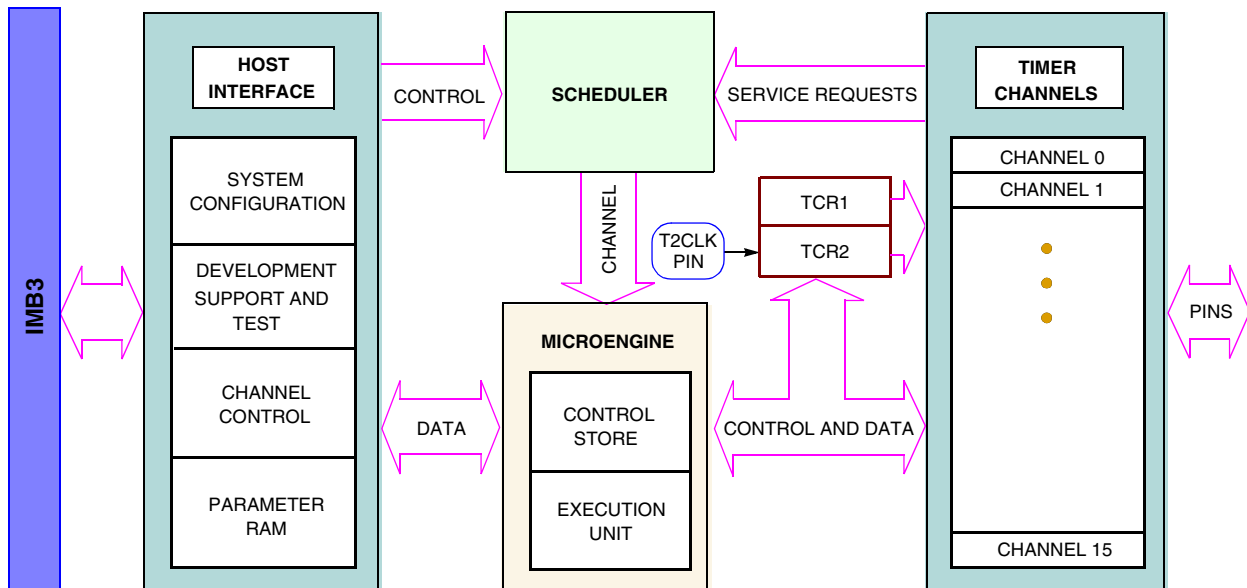 IMB3
HOST
INTERFACE
SYSTEM
CONFIGURATION
DEVELOPMENT
SUPPORT AND
TEST
CHANNEL
CONTROL
PARAMETER
RAM
CONTROL
SCHEDULER
SERVICE REQUESTS
CHANNEL
T2CLK
PIN
TCR1
TCR2
MICROENGINE
CONTROL
STORE
EXECUTION
UNIT
DATA
CONTROL AND DATA
TIMER
CHANNELS
CHANNEL 0
CHANNEL 1
CHANNEL 15
PINS